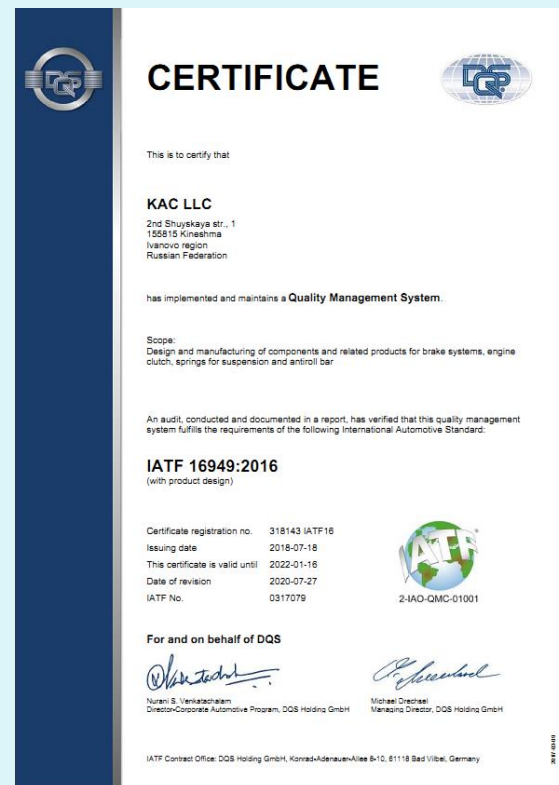 DQS
CERTIFICATE
DQS
This is to certify that
KAC LLC
2nd Shuyskaya str., 1
155815 Kineshma
Ivanovo region
Russian Federation
has implemented and maintains a Quality Management System.
Scope:
Design and manufacturing of components and related products for brake systems, engine
clutch, springs for suspension and antiroll bar
An audit, conducted and documented in a report, has verified that this quality management
system fulfills the requirements of the following International Automotive Standard:
IATF 16949:2016
(with product design)
Certificate registration no. 318143 IATF16
Issuing date 2018-07-18
This certificate is valid until 2022-01-16
Date of revision 2020-07-27
IATF No. 0317079
IATF
2-IAO-QMC-01001
For and on behalf of DQS
Nurani S. Venkatachalam
Director-Corporate Automotive Program, DQS Holding GmbH
Michael Drechsel
Managing Director, DQS Holding GmbH
IATF Contract Office: DQS Holding GmbH, Konrad-Adenauer-Allee 8-10, 61118 Bad Vilbel, Germany